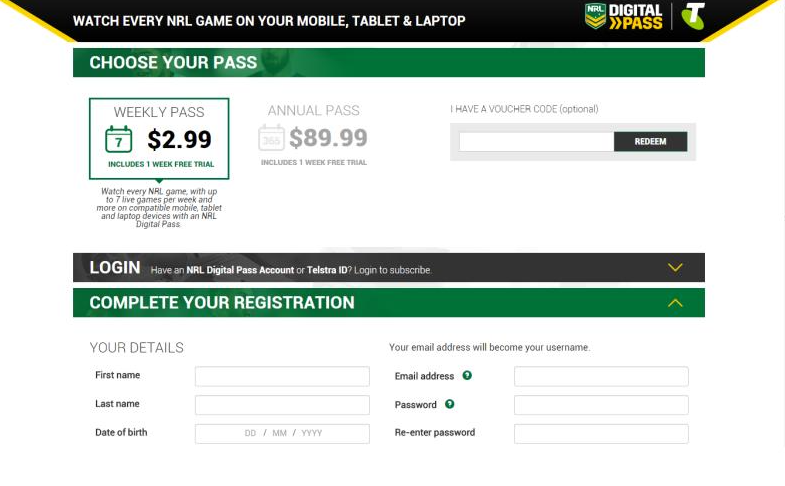 WATCH EVERY NRL GAME ON YOUR MOBILE, TABLET & LAPTOP
NRL
DIGITAL
PASS
T
CHOOSE YOUR PASS
WEEKLY PASS
7
$2.99
INCLUDES 1 WEEK FREE TRIAL
Watch every NRL game, with up
to 7 live games per week and
more on compatible mobile, tablet
and laptop devices with an NRL
Digital Pass.
ANNUAL PASS
365
$89.99
INCLUDES 1 WEEK FREE TRIAL
I HAVE A VOUCHER CODE (optional)
REDEEM
LOGIN Have an NRL Digital Pass Account or Telstra ID? Login to subscribe.
COMPLETE YOUR REGISTRATION
YOUR DETAILS
First name
Last name
Date of birth DD / MM / YYYY
Your email address will become your username.
Email address ?
Password ?
Re-enter password